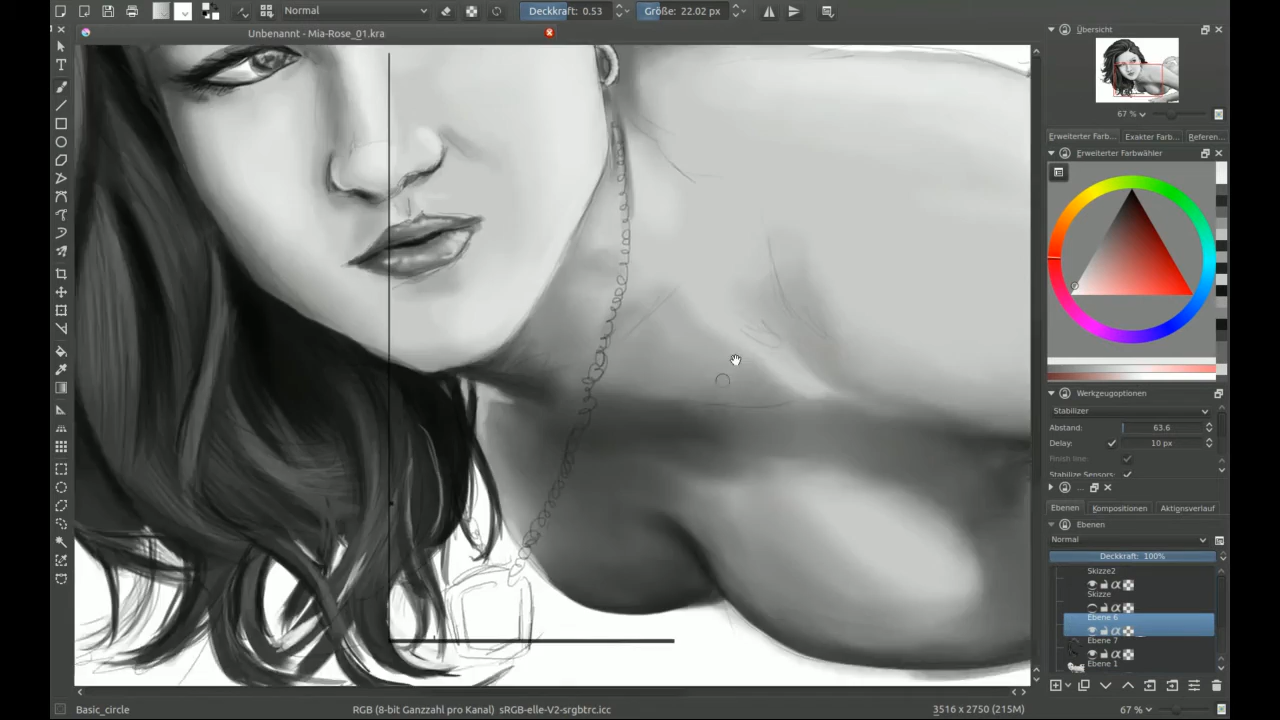 Normal
Deckkraft: 0.53
Größe: 22.02 px
Unbenannt - Mia-Rose_01.kra
Übersicht
67 %
Erweiterter Farb...
Exakter Farb...
Referen...
Erweiterter Farbwähler
Werkzeugoptionen
Stabilizer
Abstand: 63.6
Delay: 10 px
Finish line:
Stabilize Sensors:
...
Ebenen
Kompositionen
Aktionsverlauf
Ebenen
Normal
Deckkraft: 100%
Skizze2
Skizze
Ebene 6
Ebene 7
Ebene 1
Basic_circle
RGB (8-bit Ganzzahl pro Kanal) sRGB-elle-V2-srgbtrc.icc
3516 x 2750 (215M)
67 %